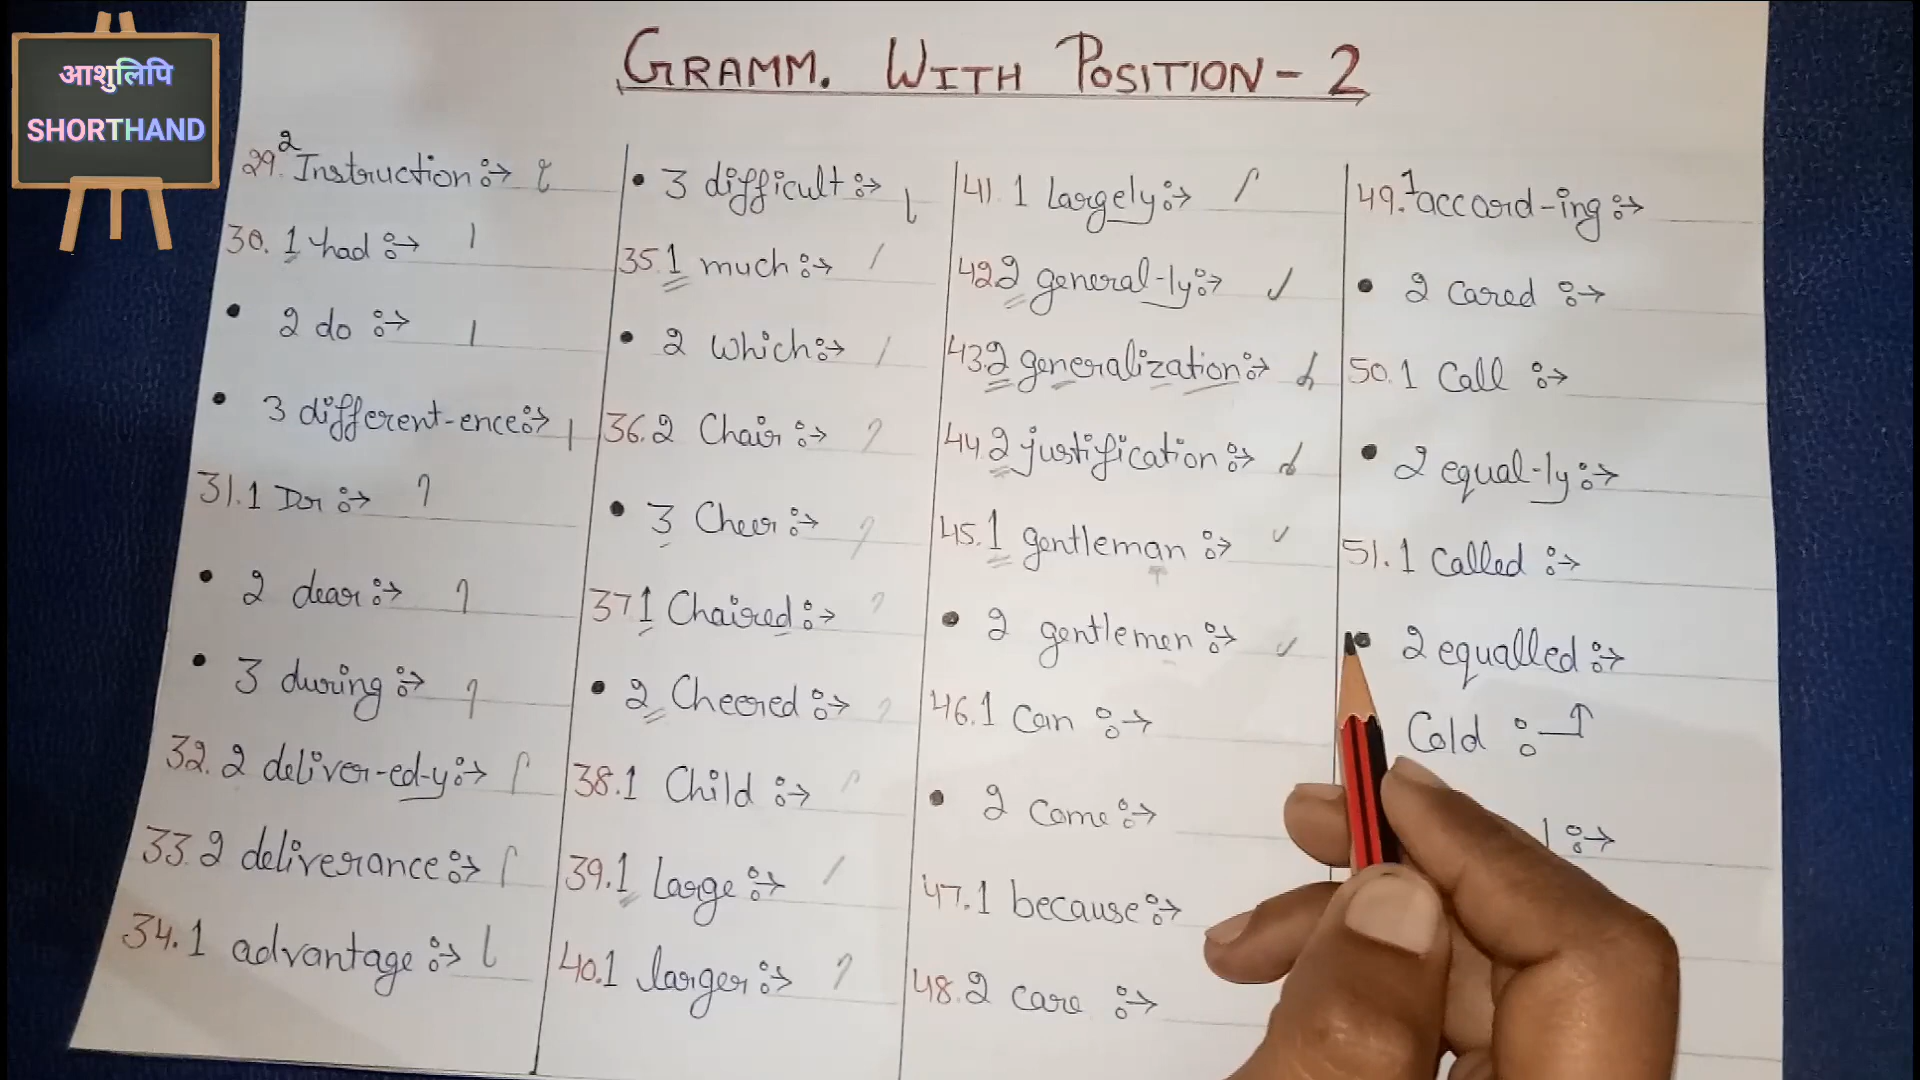 आशुलिपि
SHORTHAND
GRAMM. WITH POSITION - 2
29. 2 Instruction :→
30. 1 had :→
• 2 do :→
• 3 different-ence :→
31. 1 Dr :→
• 2 dear :→
• 3 during :→
32. 2 deliver-ed-y :→
33. 2 deliverance :→
34. 1 advantage :→
• 3 difficult :→
35. 1 much :→
• 2 which :→
36. 2 Chair :→
• 3 Cheer :→
37 1 Chaired :→
• 2 Cheered :→
38. 1 Child :→
39. 1 Large :→
40. 1 larger :→
41. 1 largely :→
42 2 general-ly :→
43. 2 generalization :→
44. 2 justification :→
45. 1 gentleman :→
• 2 gentlemen :→
46. 1 Can :→
• 2 Come :→
47. 1 because :→
48. 2 care :→
49. 1 accord-ing :→
• 2 Cared :→
50. 1 Call :→
• 2 equal-ly :→
51. 1 Called :→
• 2 equalled :→
Cold :→